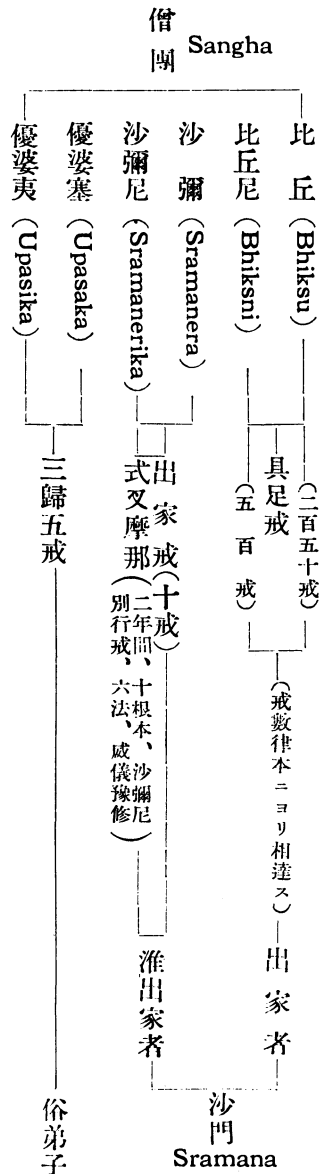 僧團 Sangha
比丘 (Bhiksu)
比丘尼 (Bhiksni)
沙彌 (Sramanera)
沙彌尼 (Sramanerika)
優婆塞 (Upasaka)
優婆夷 (Upasika)
(二百五十戒)
具足戒
(五百戒)
出家戒(十戒)
式叉摩那(二年間、十根本、沙彌尼
別行戒、六法、威儀豫修)
三歸五戒
(戒數律本ニヨリ相違ス)
出家者
准出家者
沙門
Sramana
俗弟子